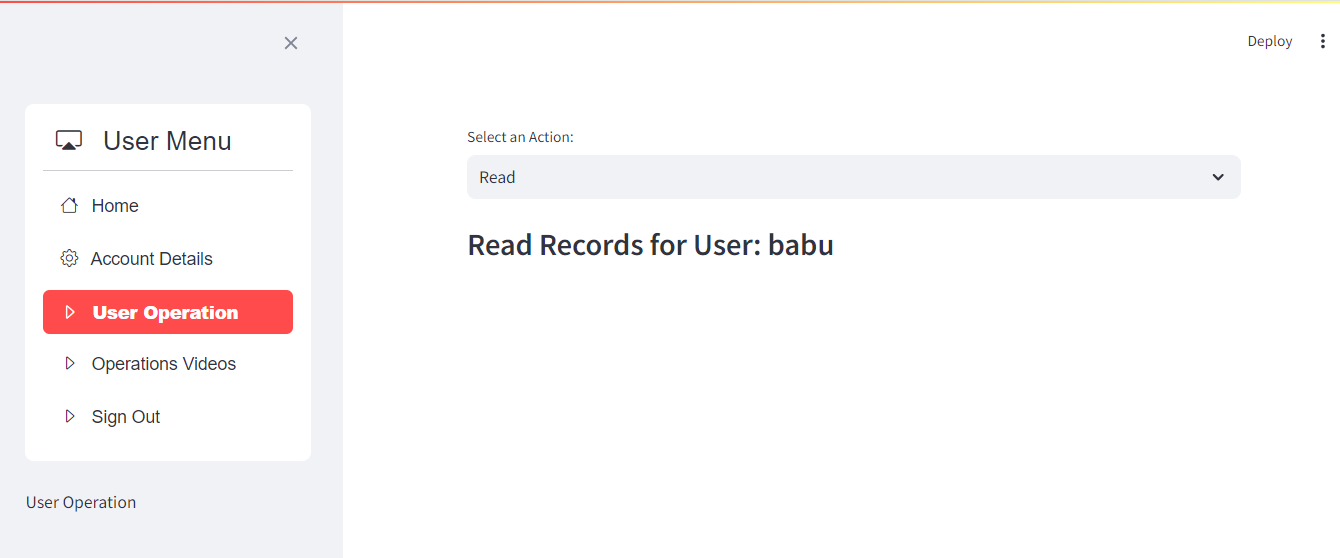 Deploy
User Menu
Home
Account Details
User Operation
Operations Videos
Sign Out
User Operation
Select an Action:
Read
Read Records for User: babu